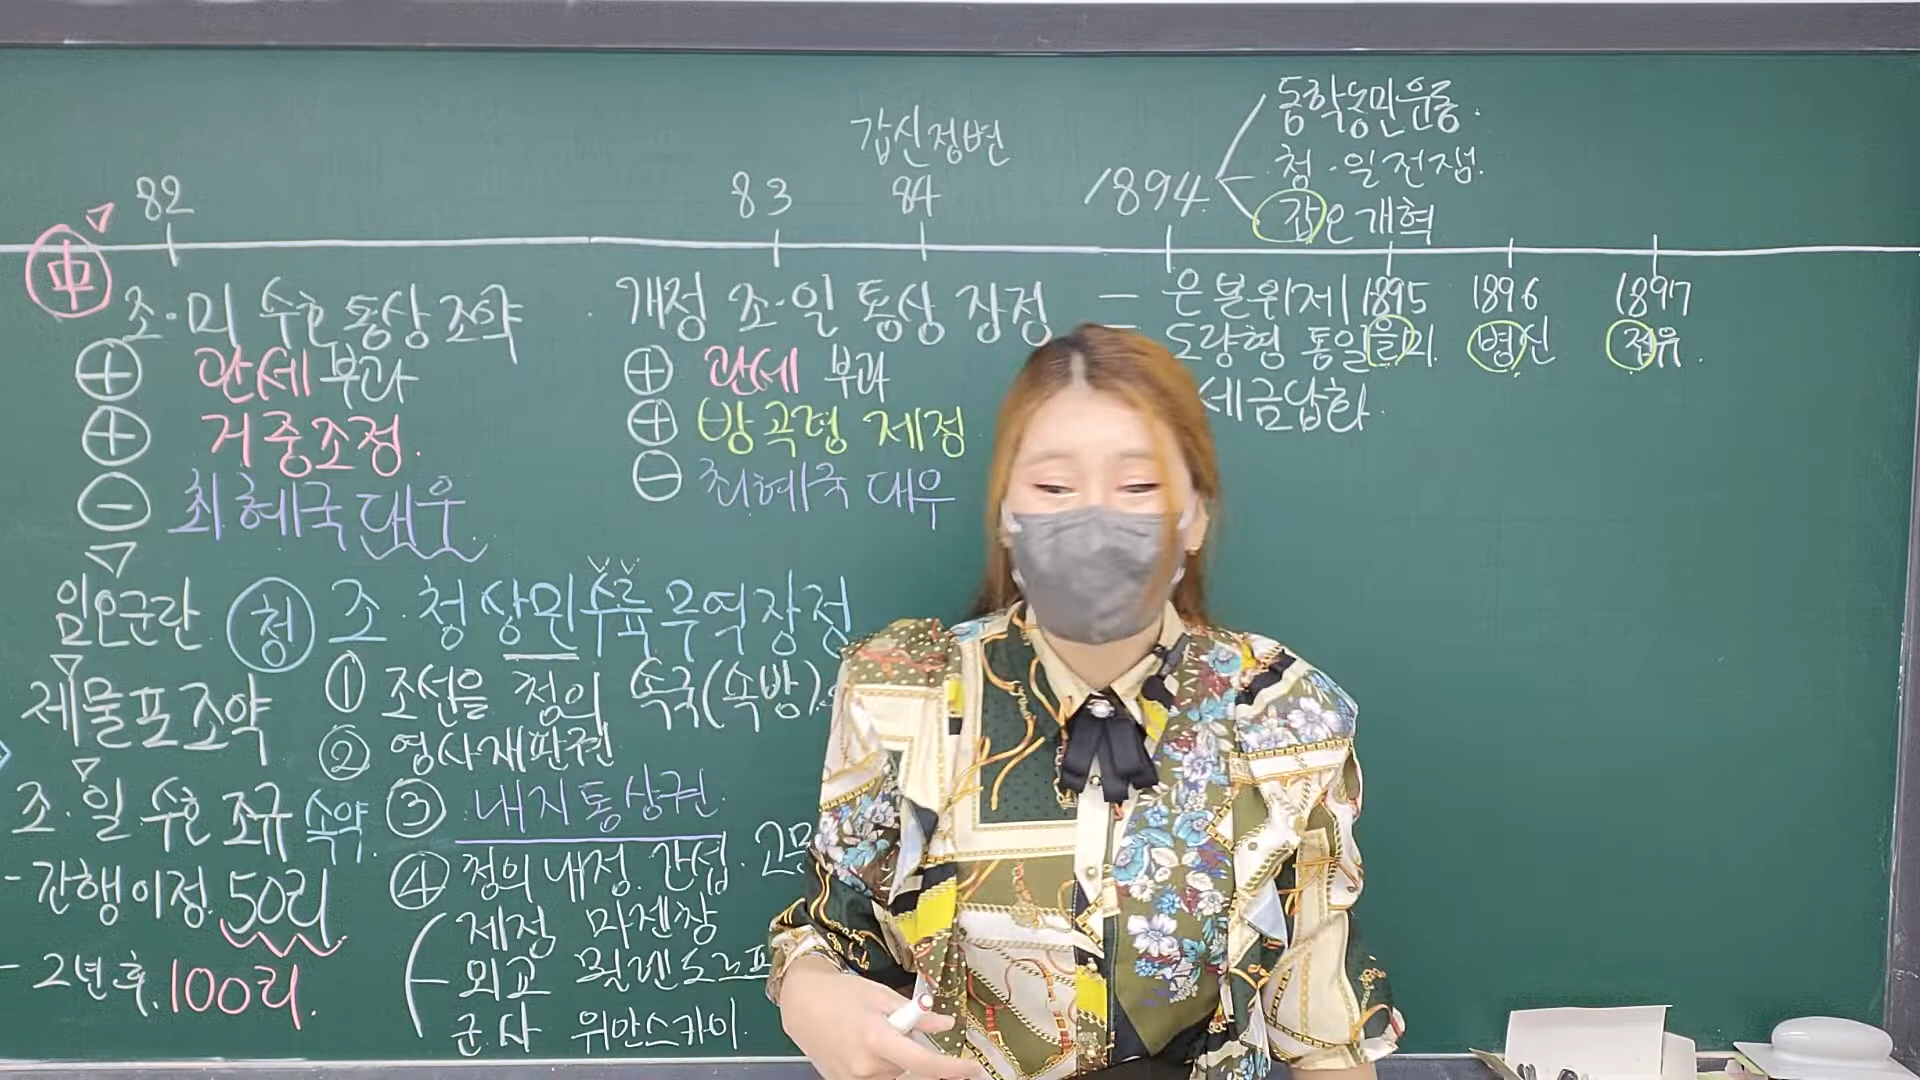 동학농민운동.
갑신정변
청·일전쟁.
82
83
84
1894
갑오개혁
中
조·미 수호통상조약
⊕ 관세 부과
⊕ 거중조정.
⊖ 최혜국 대우.
개정 조·일 통상 장정
⊕ 관세 부과
⊕ 방곡령 제정
⊖ 최혜국 대우
- 은본위제
도량형 통일
세금납화.
1895
을미.
1896
병신
1897
정유.
임오군란
제물포조약
조·일 수호 조규 속약.
- 간행이정 50리
- 2년 후. 100리.
청 조·청상민수륙무역장정
① 조선을 청의 속국(속방)
② 영사재판권
③ 내지통상권.
④ 청의 내정. 간섭. 고문
재정 마젠창
외교 묄렌도르프
군사 위안스카이.